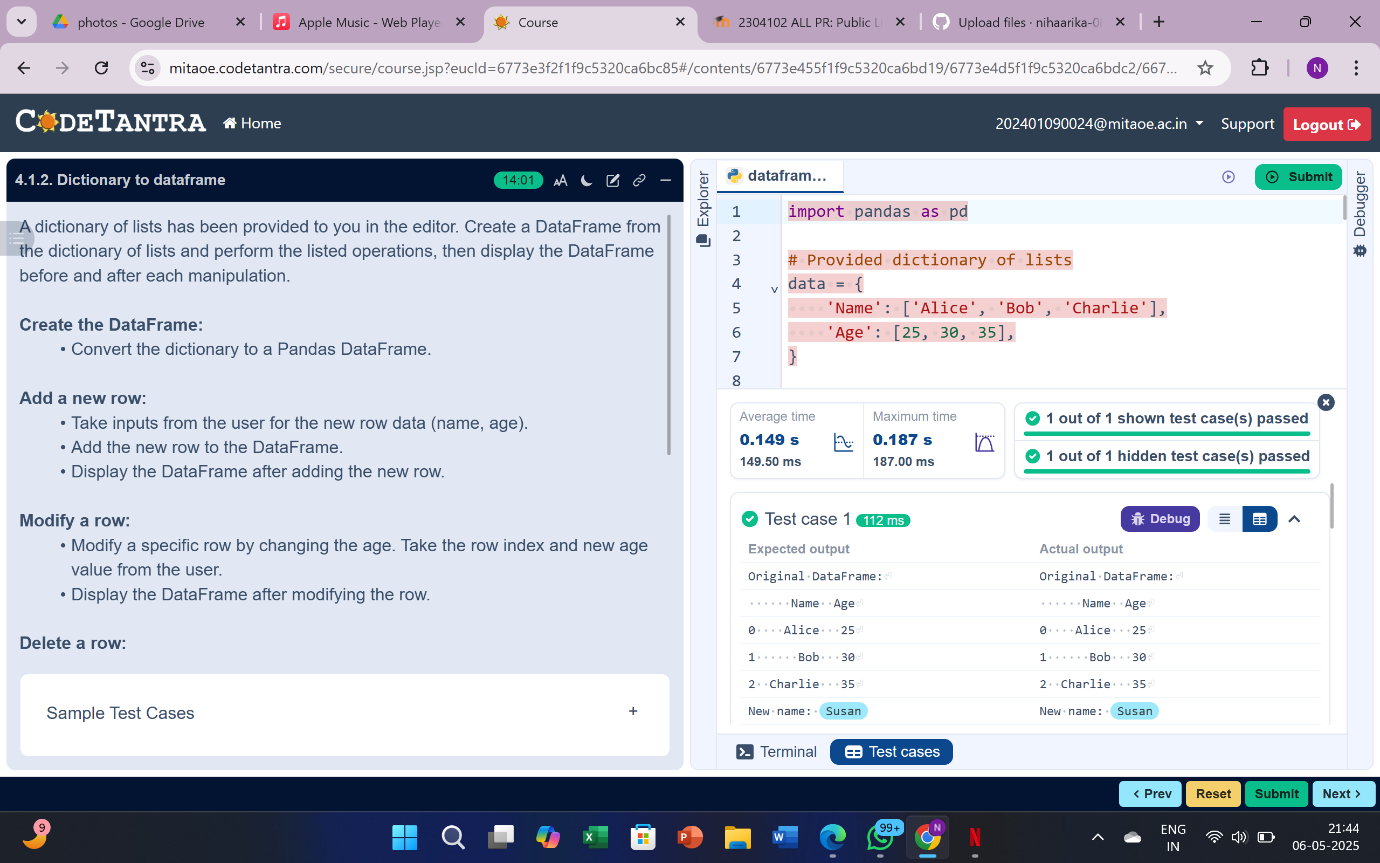 photos - Google Drive
Apple Music - Web Playe
Course
2304102 ALL PR: Public L
Upload files · nihaarika-0
mitaoe.codetantra.com/secure/course.jsp?eucId=6773e3f2f1f9c5320ca6bc85#/contents/6773e455f1f9c5320ca6bd19/6773e4d5f1f9c5320ca6bdc2/667...
N
CODETANTRA
Home
202401090024@mitaoe.ac.in
Support
Logout
4.1.2. Dictionary to dataframe
14:01
AA
A dictionary of lists has been provided to you in the editor. Create a DataFrame from
the dictionary of lists and perform the listed operations, then display the DataFrame
before and after each manipulation.
Create the DataFrame:
• Convert the dictionary to a Pandas DataFrame.
Add a new row:
• Take inputs from the user for the new row data (name, age).
• Add the new row to the DataFrame.
• Display the DataFrame after adding the new row.
Modify a row:
• Modify a specific row by changing the age. Take the row index and new age
value from the user.
• Display the DataFrame after modifying the row.
Delete a row:
Sample Test Cases
+
Explorer
datafram...
Submit
Debugger
1 import pandas as pd
2
3 # Provided dictionary of lists
4 data = {
5 'Name': ['Alice', 'Bob', 'Charlie'],
6 'Age': [25, 30, 35],
7 }
8
Average time
0.149 s
149.50 ms
Maximum time
0.187 s
187.00 ms
1 out of 1 shown test case(s) passed
1 out of 1 hidden test case(s) passed
Test case 1 112 ms
Debug
Expected output Actual output
Original·DataFrame: Original·DataFrame:
······Name··Age ······Name··Age
0····Alice···25 0····Alice···25
1······Bob···30 1······Bob···30
2··Charlie···35 2··Charlie···35
New·name:· Susan New·name:· Susan
Terminal
Test cases
< Prev
Reset
Submit
Next >
9
99+
N
ENG
IN
21:44
06-05-2025